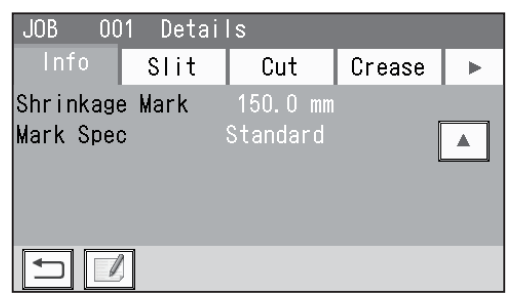 JOB 001 Details
Info Slit Cut Crease ►
Shrinkage Mark 150.0 mm
Mark Spec Standard
▲